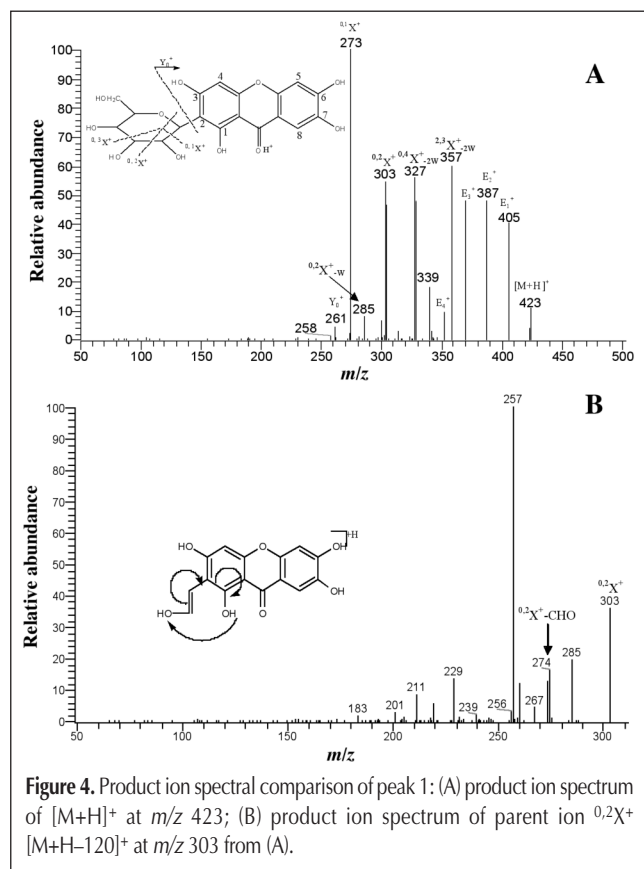 A
Relative abundance
100
90
80
70
60
50
40
30
20
10
0
0,1X+
273
Y0+
HO
4
O
5
OH
3
6
HOH2C
O
2
7
HO
1
8
OH
HO
OH
OH
O
H+
0, 3X+
0, 2X+
0,1X+
0,2X+
303
0,4X+-2W
327
2,3X+-2W
357
E3+
E2+
387
E1+
405
[M+H]+
423
0,2X+-W
285
Y0+
261
258
339
E4+
50 100 150 200 250 300 350 400 450 500
m/z
B
Relative abundance
100
90
80
70
60
50
40
30
20
10
0
257
+H
HO
O
OH
HO
OH
O
OH
0,2X+
303
0,2X+-CHO
274
285
267
256
239
229
211
201
183
50 100 150 200 250 300
m/z
Figure 4. Product ion spectral comparison of peak 1: (A) product ion spectrum
of [M+H]+ at m/z 423; (B) product ion spectrum of parent ion 0,2X+
[M+H–120]+ at m/z 303 from (A).